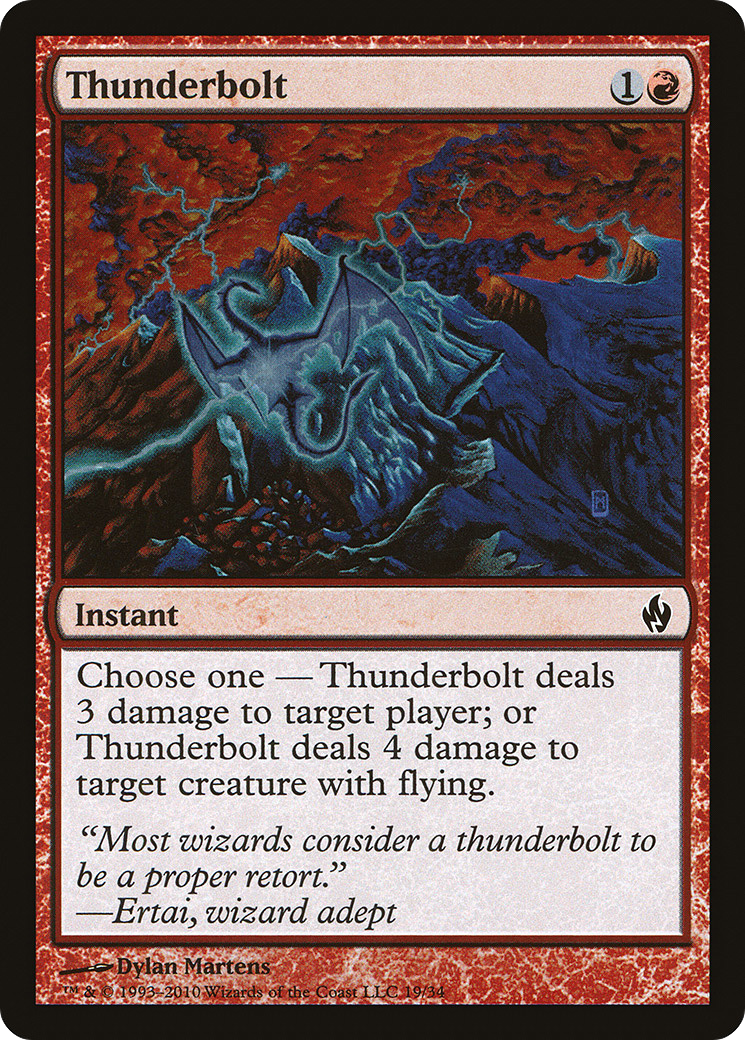 Thunderbolt 1
Instant
Choose one — Thunderbolt deals
3 damage to target player; or
Thunderbolt deals 4 damage to
target creature with flying.
“Most wizards consider a thunderbolt to
be a proper retort.”
—Ertai, wizard adept
Dylan Martens
™ & © 1993–2010 Wizards of the Coast LLC 19/34